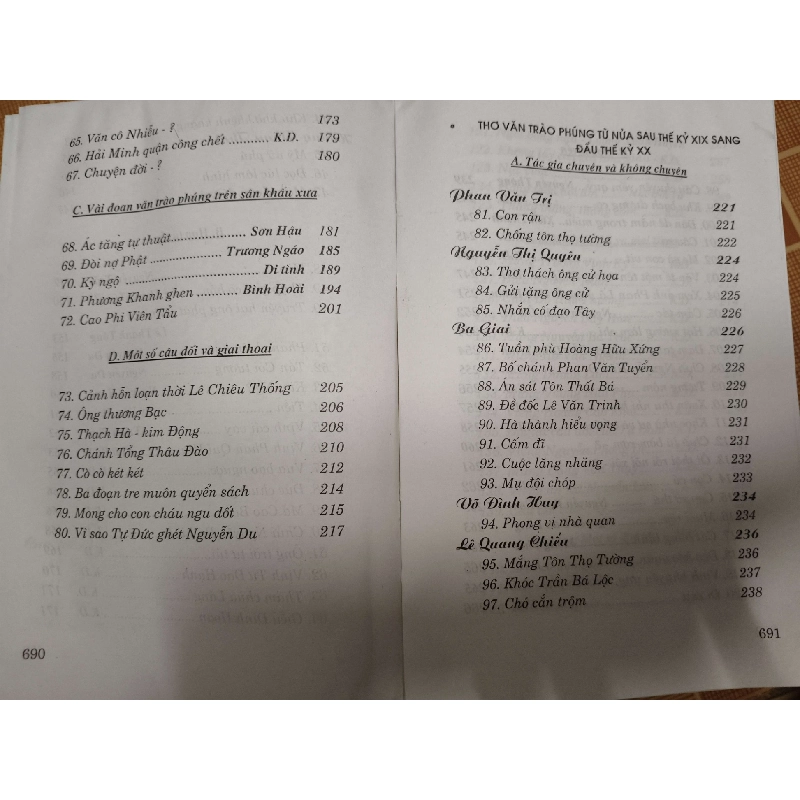 65. Văn cô Nhiễu - ? 173
66. Hải Minh quận công chết ........... K.D. 179
67. Chuyện đời - ? 180
C. Vài đoạn văn trào phúng trên sân khấu xưa
68. Ác tăng tự thuật.................. Sơn Hậu 181
69. Đòi nợ Phật ................. Trương Ngáo 185
70. Kỳ ngộ ................................ Di tình 189
71. Phương Khanh ghen .......... Bình Hoài 194
72. Cao Phi Viên Tẩu 201
D. Một số câu đối và giai thoại
73. Cảnh hỗn loạn thời Lê Chiêu Thống 205
74. Ông thương Bạc 206
75. Thạch Hà - kim Động 208
76. Chánh Tổng Thâu Đào 210
77. Cò cò két két 212
78. Ba đoạn tre muôn quyển sách 214
79. Mong cho con cháu ngu dốt 215
80. Vì sao Tự Đức ghét Nguyễn Du 217
690
• THƠ VĂN TRÀO PHÚNG TỪ NỬA SAU THẾ KỶ XIX SANG
ĐẦU THẾ KỶ XX
A. Tác gia chuyên và không chuyên
Phan Văn Trị 221
81. Con rận 221
82. Chống tôn thọ tường 222
Nguyễn Thị Quyên 224
83. Thơ thách ông cử họa 224
84. Gửi tặng ông cử 225
85. Nhắn cô đạo Tây 226
Ba Giai 226
86. Tuần phủ Hoàng Hữu Xứng 227
87. Bố chánh Phan Văn Tuyển 228
88. Án sát Tôn Thất Bá 229
89. Đề đốc Lê Văn Trinh 230
90. Hà thành hiểu vọng 231
91. Cấm đĩ 231
92. Cuộc lăng nhăng 232
93. Mụ đội chóp 233
Võ Đình Huy 234
94. Phong vị nhà quan 234
Lê Quang Chiểu 236
95. Mắng Tôn Thọ Tường 236
96. Khóc Trần Bá Lộc 237
97. Chó cắn trộm 238
691